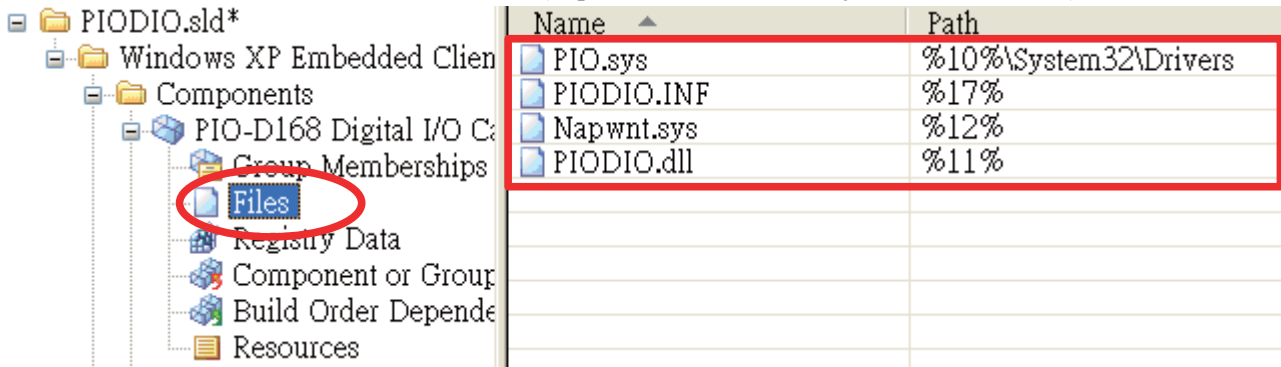 PIODIO.sld*
Windows XP Embedded Clien
Components
PIO-D168 Digital I/O Ca
Group Memberships
Files
Registry Data
Component or Group
Build Order Depende
Resources
Name Path
PIO.sys %10%\System32\Drivers
PIODIO.INF %17%
Napwnt.sys %12%
PIODIO.dll %11%